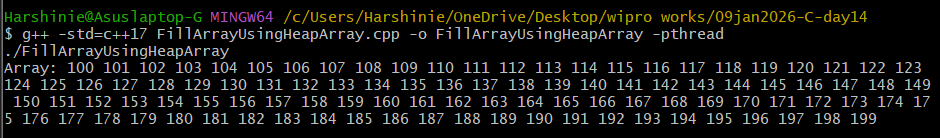 Harshinie@Asuslaptop-G MINGW64 /c/Users/Harshinie/OneDrive/Desktop/wipro works/09jan2026-C-day14
$ g++ -std=c++17 FillArrayUsingHeapArray.cpp -o FillArrayUsingHeapArray -pthread
./FillArrayUsingHeapArray
Array: 100 101 102 103 104 105 106 107 108 109 110 111 112 113 114 115 116 117 118 119 120 121 122 123
124 125 126 127 128 129 130 131 132 133 134 135 136 137 138 139 140 141 142 143 144 145 146 147 148 149
 150 151 152 153 154 155 156 157 158 159 160 161 162 163 164 165 166 167 168 169 170 171 172 173 174 17
5 176 177 178 179 180 181 182 183 184 185 186 187 188 189 190 191 192 193 194 195 196 197 198 199